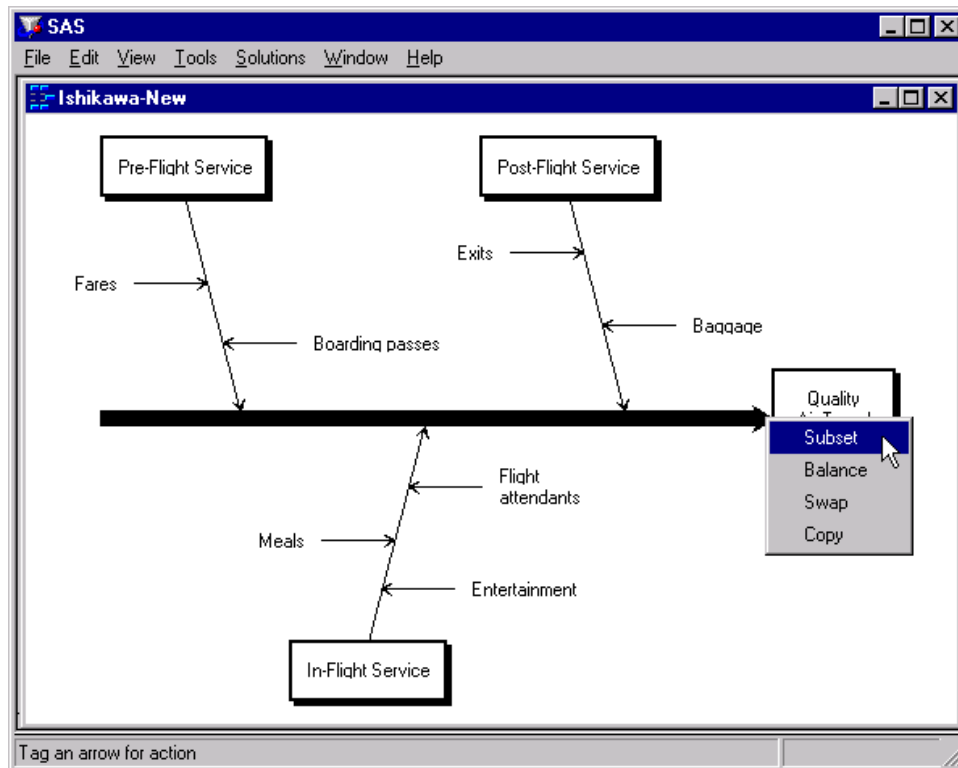 SAS
File Edit View Tools Solutions Window Help
Ishikawa-New
Pre-Flight Service
Post-Flight Service
Exits
Fares
Baggage
Boarding passes
Quality
Subset
Balance
Swap
Copy
Flight
attendants
Meals
Entertainment
In-Flight Service
Tag an arrow for action